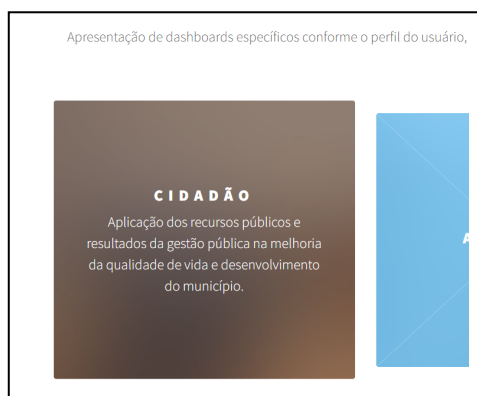 Apresentação de dashboards específicos conforme o perfil do usuário,
CIDADÃO
Aplicação dos recursos públicos e
resultados da gestão pública na melhoria
da qualidade de vida e desenvolvimento
do município.